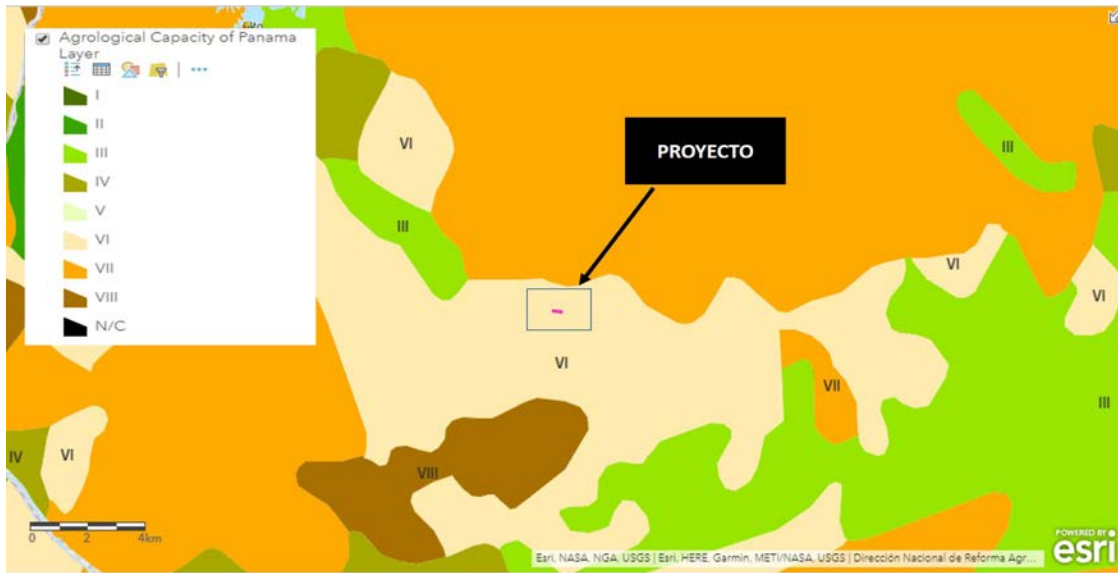 Agrological Capacity of Panama
Layer
I
II
III
IV
V
VI
VII
VIII
N/C
VI
III
PROYECTO
III
VI
VI
VI
VII
III
VIII
IV
VI
0 2 4km
Esri, NASA, NGA, USGS | Esri, HERE, Garmin, METI/NASA, USGS | Dirección Nacional de Reforma Agr...
POWERED BY
esri